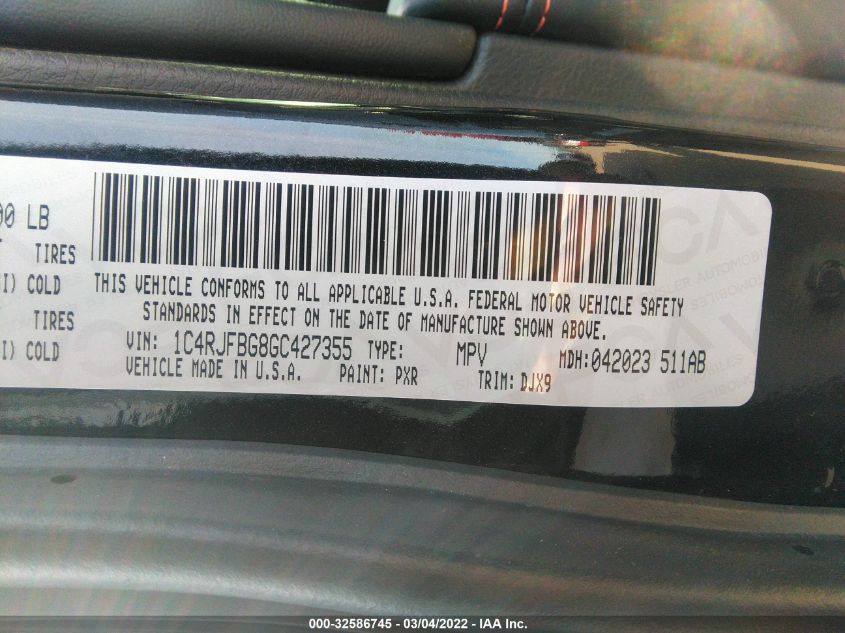 00 LB
TIRES
I) COLD
TIRES
I) COLD
THIS VEHICLE CONFORMS TO ALL APPLICABLE U.S.A. FEDERAL MOTOR VEHICLE SAFETY
STANDARDS IN EFFECT ON THE DATE OF MANUFACTURE SHOWN ABOVE.
VIN: 1C4RJFBG8GC427355 TYPE: MPV MDH:042023 511AB
VEHICLE MADE IN U.S.A. PAINT: PXR TRIM: DJX9
000-32586745 - 03/04/2022 - IAA Inc.